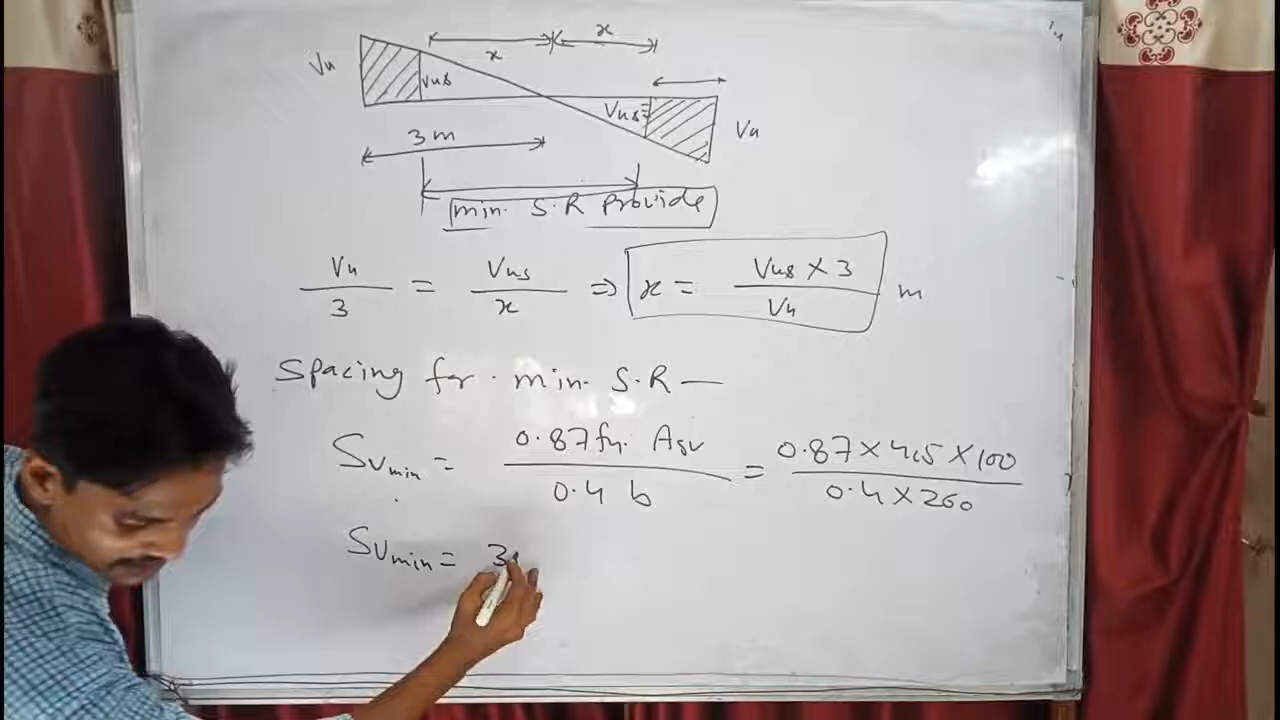 x x
Vu Vus Vus Vu
3 m
min. S.R Provide
Vu / 3 = Vus / x ⇒ x = Vus × 3 / Vu m
Spacing for min. S.R —
Svmin = 0.87 fy. Asv / 0.4 b = 0.87 × 415 × 100 / 0.4 × 260
Svmin = 3